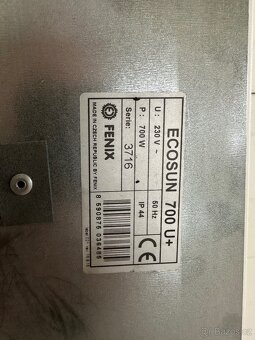 ECOSUN 700 U+
U : 230 V ~
50 Hz
P : 700 W
IP 44
Serie: 3716
FENIX
MADE IN CZECH REPUBLIC BY FENIX
CE